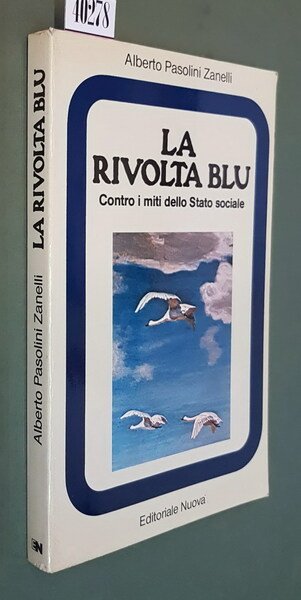 40278
Alberto Pasolini Zanelli
LA
RIVOLTA BLU
Contro i miti dello Stato sociale
Editoriale Nuova
Alberto Pasolini Zanelli LA RIVOLTA BLU
EN